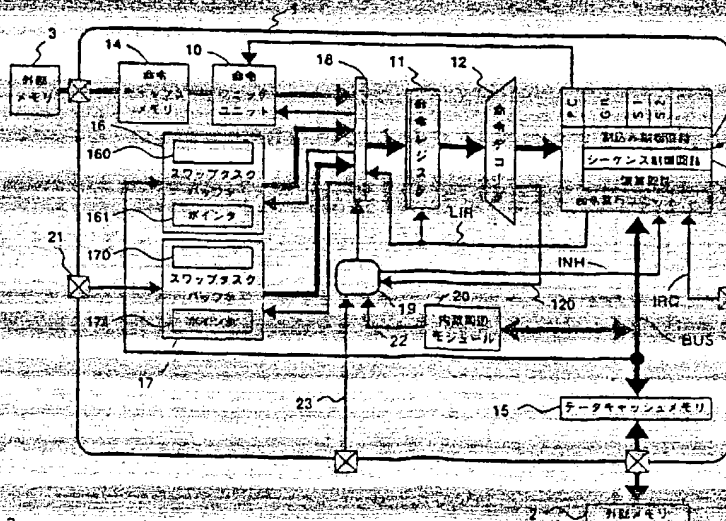 3
外部
メモリ
14
命令
キャッシュ
メモリ
10
命令
フェッチ
ユニット
18
11
命令レジスタ
12
命令デコーダ
PC
GR
S1
S2
割込み制御回路
シーケンス制御回路
演算回路
命令実行ユニット
16
160
スワップタスク
バッファ
161
ポインタ
21
170
スワップタスク
バッファ
171
ポインタ
17
LIR
INH
19
20
120
IRQ
内蔵周辺
モジュール
22
BUS
23
15
データキャッシュメモリ
2
外部メモリ